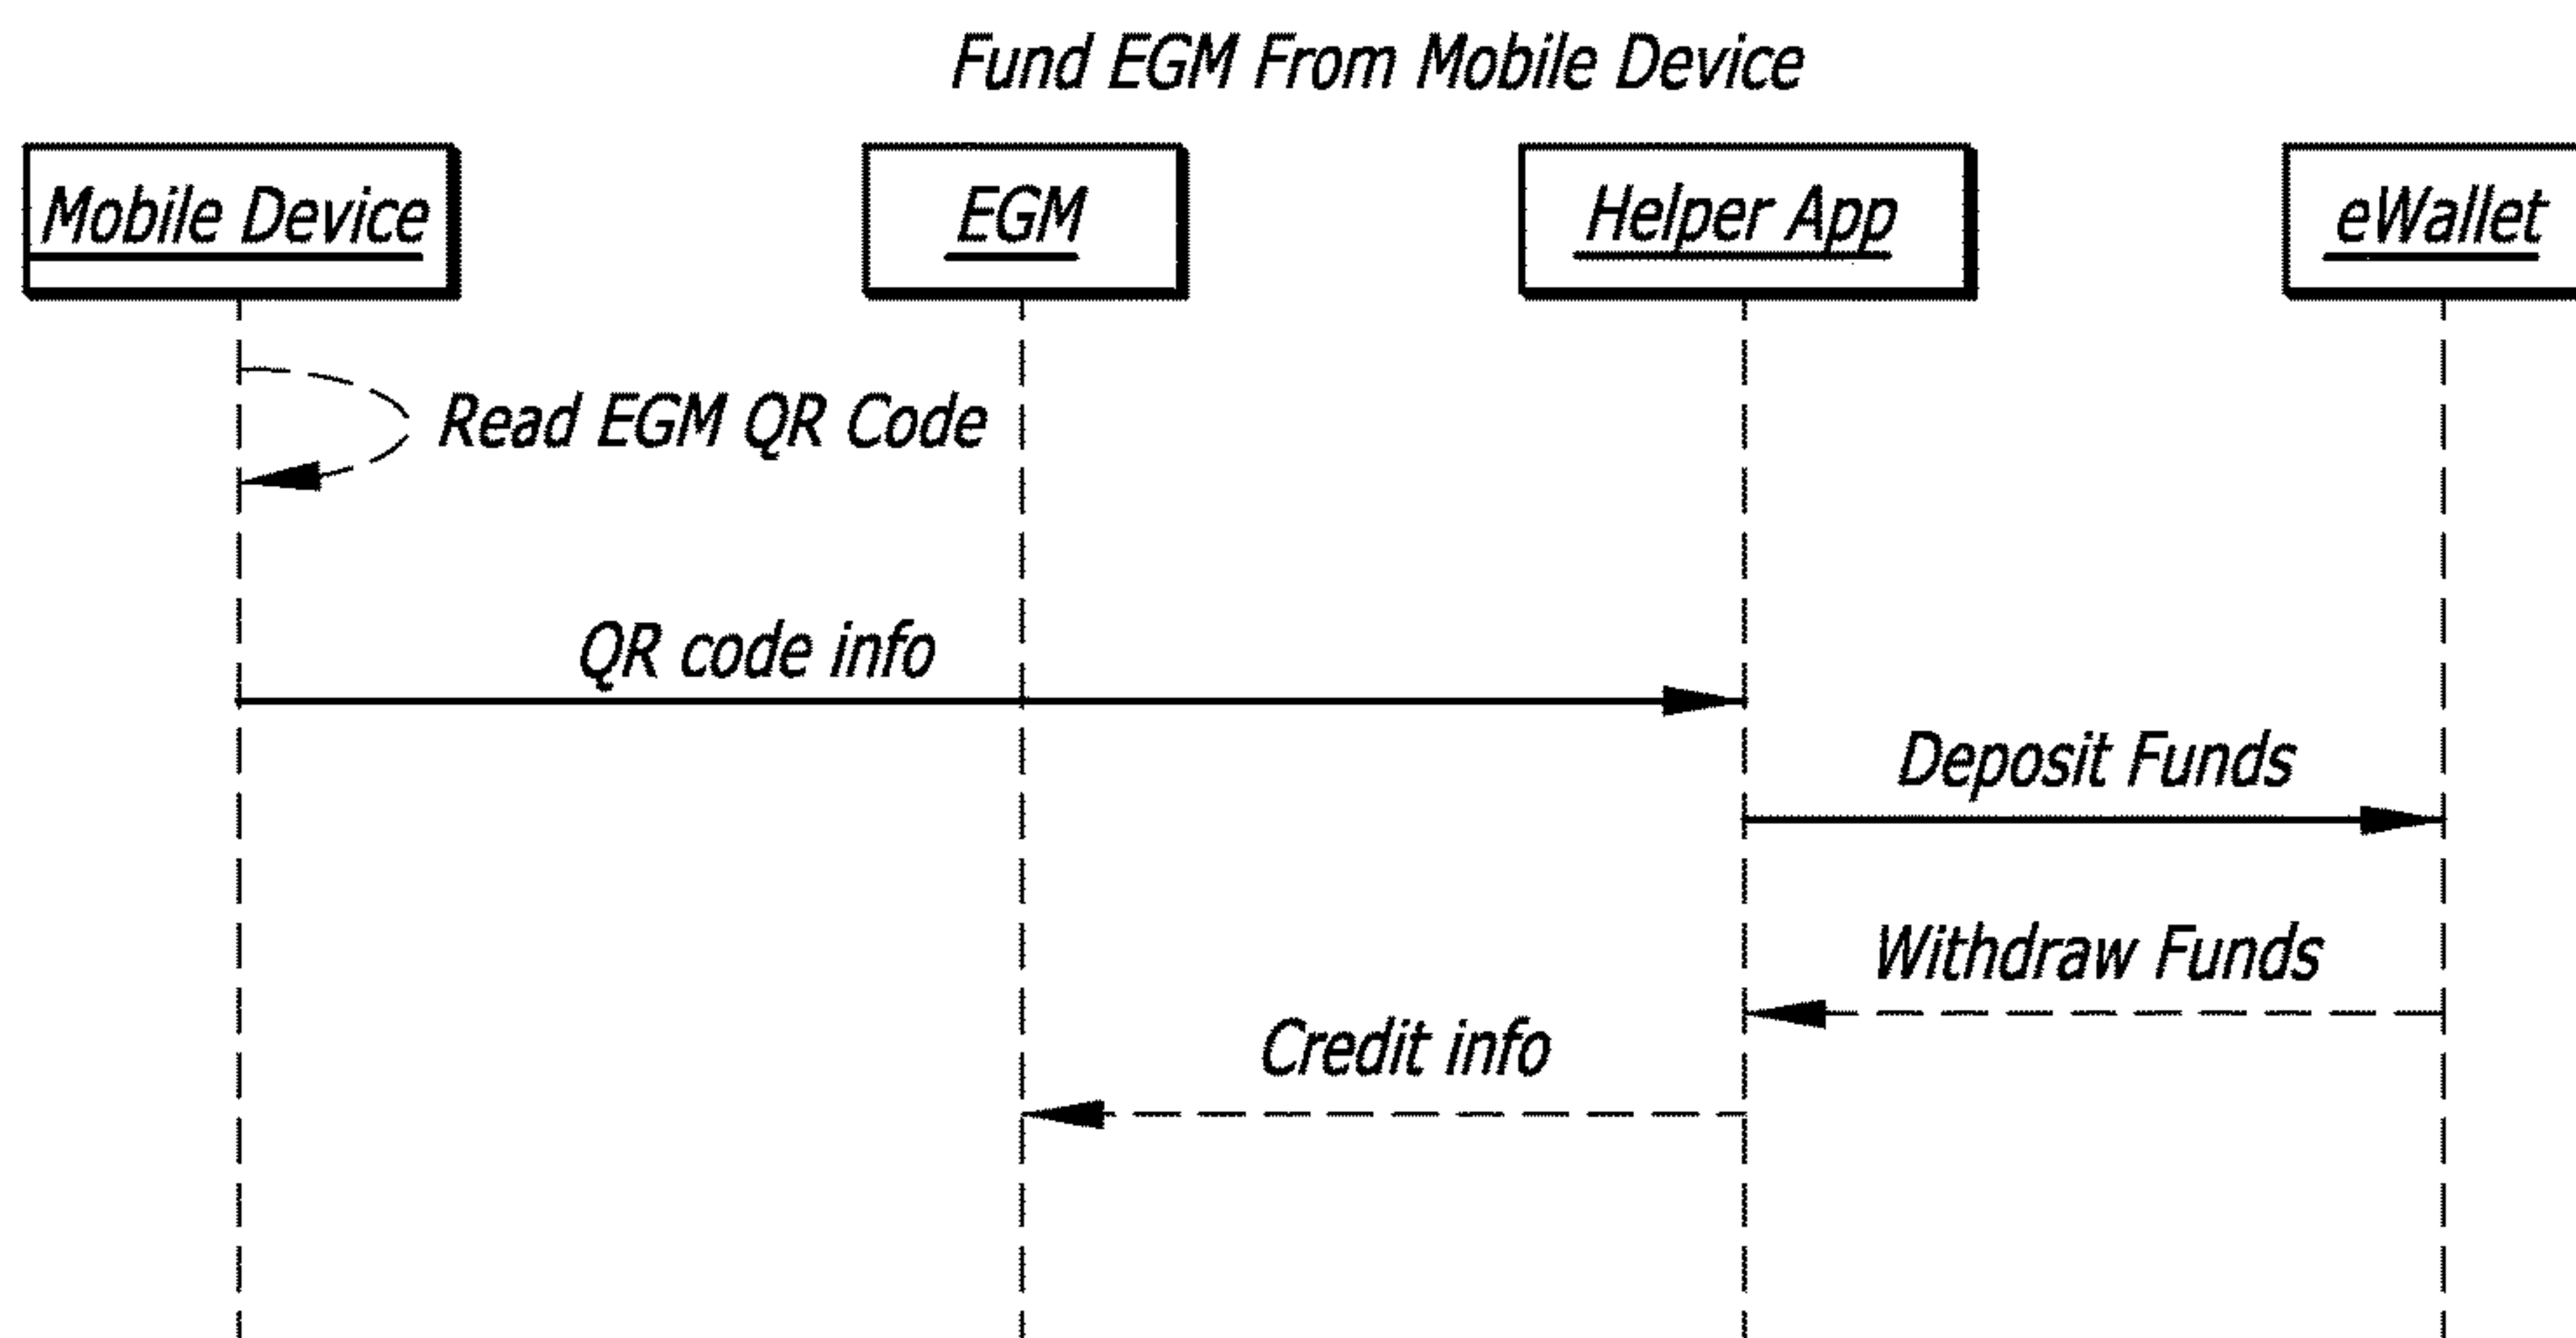 Fund EGM From Mobile Device
Mobile Device
EGM
Helper App
eWallet
Read EGM QR Code
QR code info
Deposit Funds
Withdraw Funds
Credit info